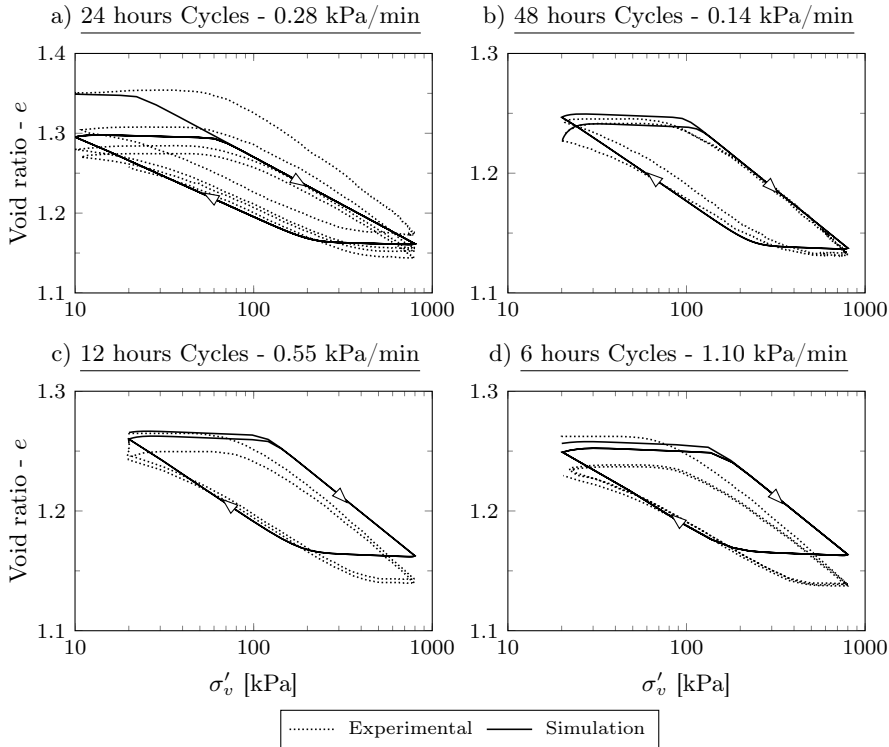 a) 24 hours Cycles - 0.28 kPa/min
b) 48 hours Cycles - 0.14 kPa/min
1.4
1.3
1.2
1.1
Void ratio - e
10
100
1000
1.3
1.2
1.1
10
100
1000
c) 12 hours Cycles - 0.55 kPa/min
d) 6 hours Cycles - 1.10 kPa/min
1.3
1.2
1.1
Void ratio - e
10
100
1000
σ′v [kPa]
1.3
1.2
1.1
10
100
1000
σ′v [kPa]
Experimental
Simulation